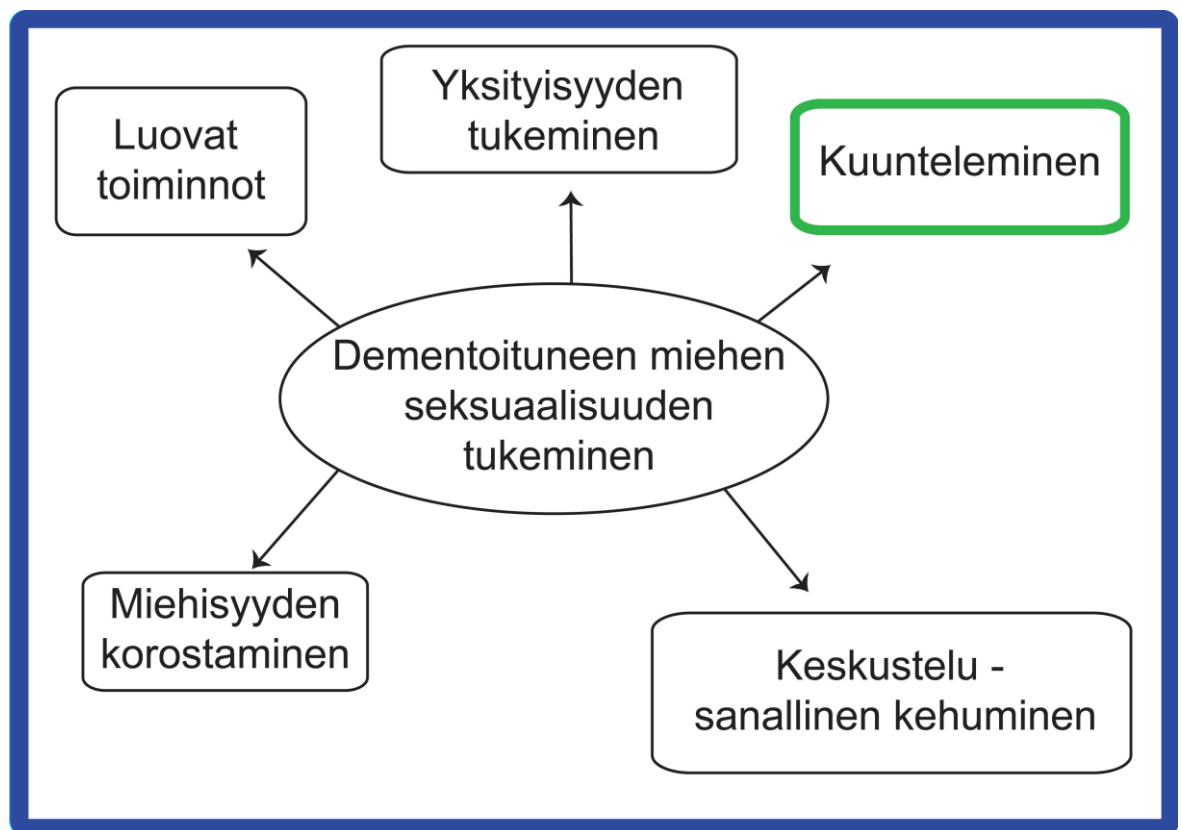 Luovat
toiminnot
Yksityisyyden
tukeminen
Kuunteleminen
Dementoituneen miehen
seksuaalisuuden
tukeminen
Miehisyyden
korostaminen
Keskustelu -
sanallinen kehuminen